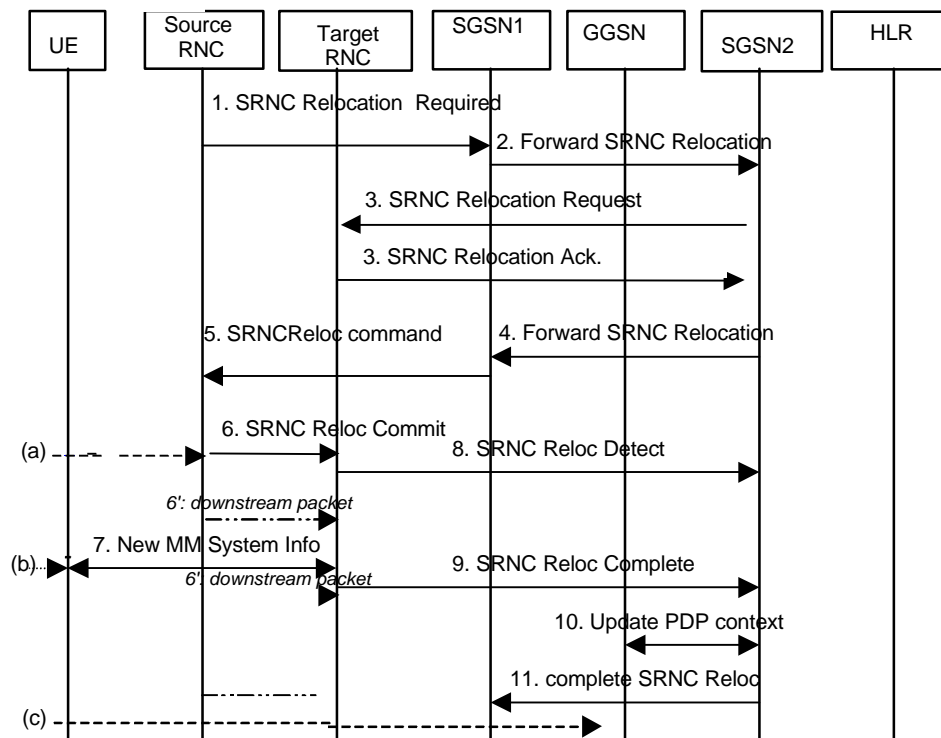 UE
Source
RNC
Target
RNC
SGSN1
GGSN
SGSN2
HLR
1. SRNC Relocation Required
2. Forward SRNC Relocation
3. SRNC Relocation Request
3. SRNC Relocation Ack.
4. Forward SRNC Relocation
5. SRNCReloc command
6. SRNC Reloc Commit
(a)
8. SRNC Reloc Detect
6': downstream packet
7. New MM System Info
(b)
9. SRNC Reloc Complete
6': downstream packet
10. Update PDP context
11. complete SRNC Reloc
(c)